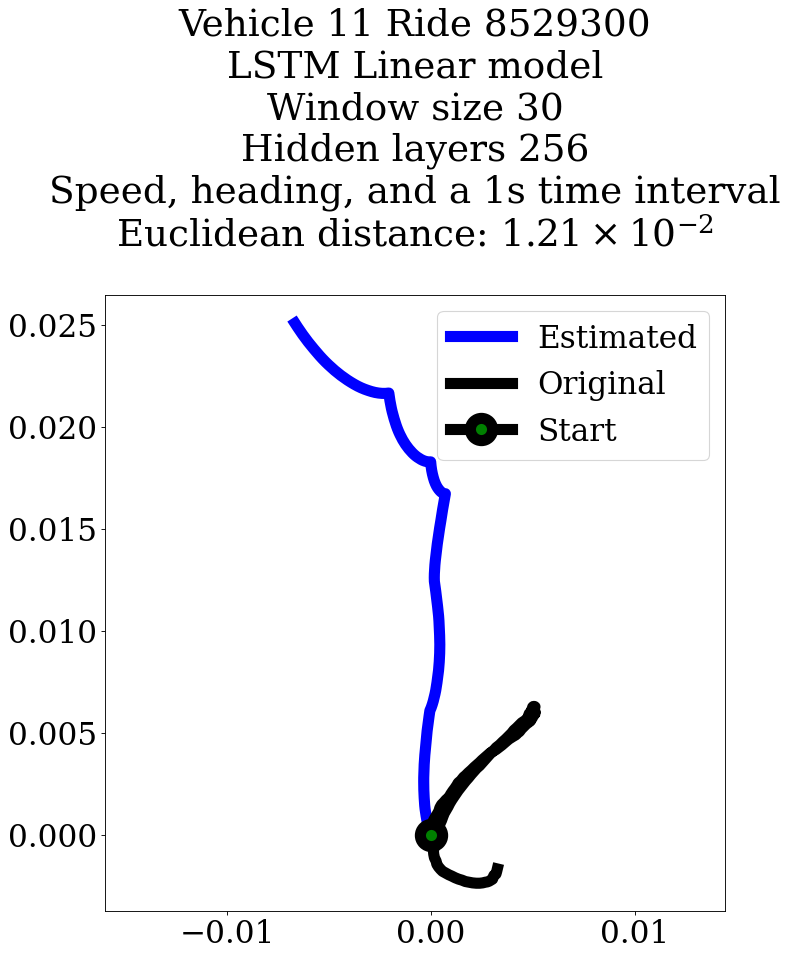 Vehicle 11 Ride 8529300
LSTM Linear model
Window size 30
Hidden layers 256
Speed, heading, and a 1s time interval
Euclidean distance: 1.21 × 10⁻²
Estimated
Original
Start
0.025
0.020
0.015
0.010
0.005
0.000
−0.01 0.00 0.01